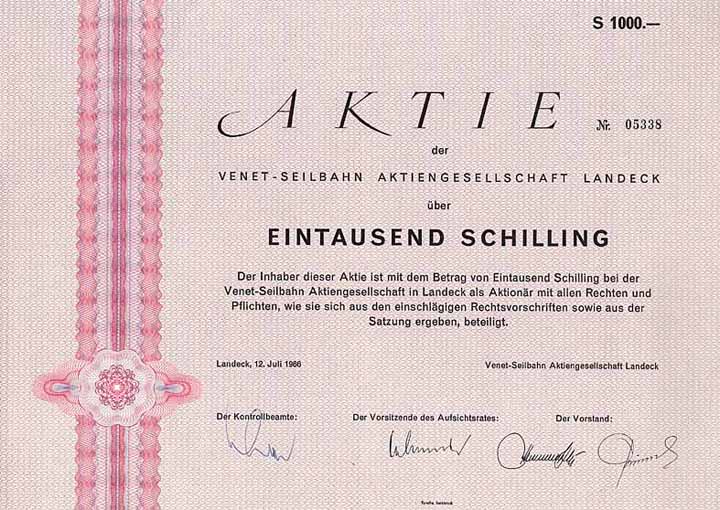 S 1000.—
AKTIE
Nr. 05338
der
VENET-SEILBAHN AKTIENGESELLSCHAFT LANDECK
über
EINTAUSEND SCHILLING
Der Inhaber dieser Aktie ist mit dem Betrag von Eintausend Schilling bei der
Venet-Seilbahn Aktiengesellschaft in Landeck als Aktionär mit allen Rechten und
Pflichten, wie sie sich aus den einschlägigen Rechtsvorschriften sowie aus der
Satzung ergeben, beteiligt.
Landeck, 12. Juli 1966
Venet-Seilbahn Aktiengesellschaft Landeck
Der Kontrollbeamte:
Der Vorsitzende des Aufsichtsrates:
Der Vorstand: